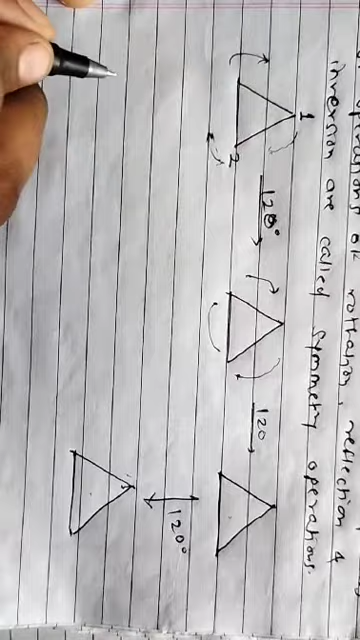 operations of rotation, reflection &
inversion are called symmetry operations.
1
2
120°
120
120°